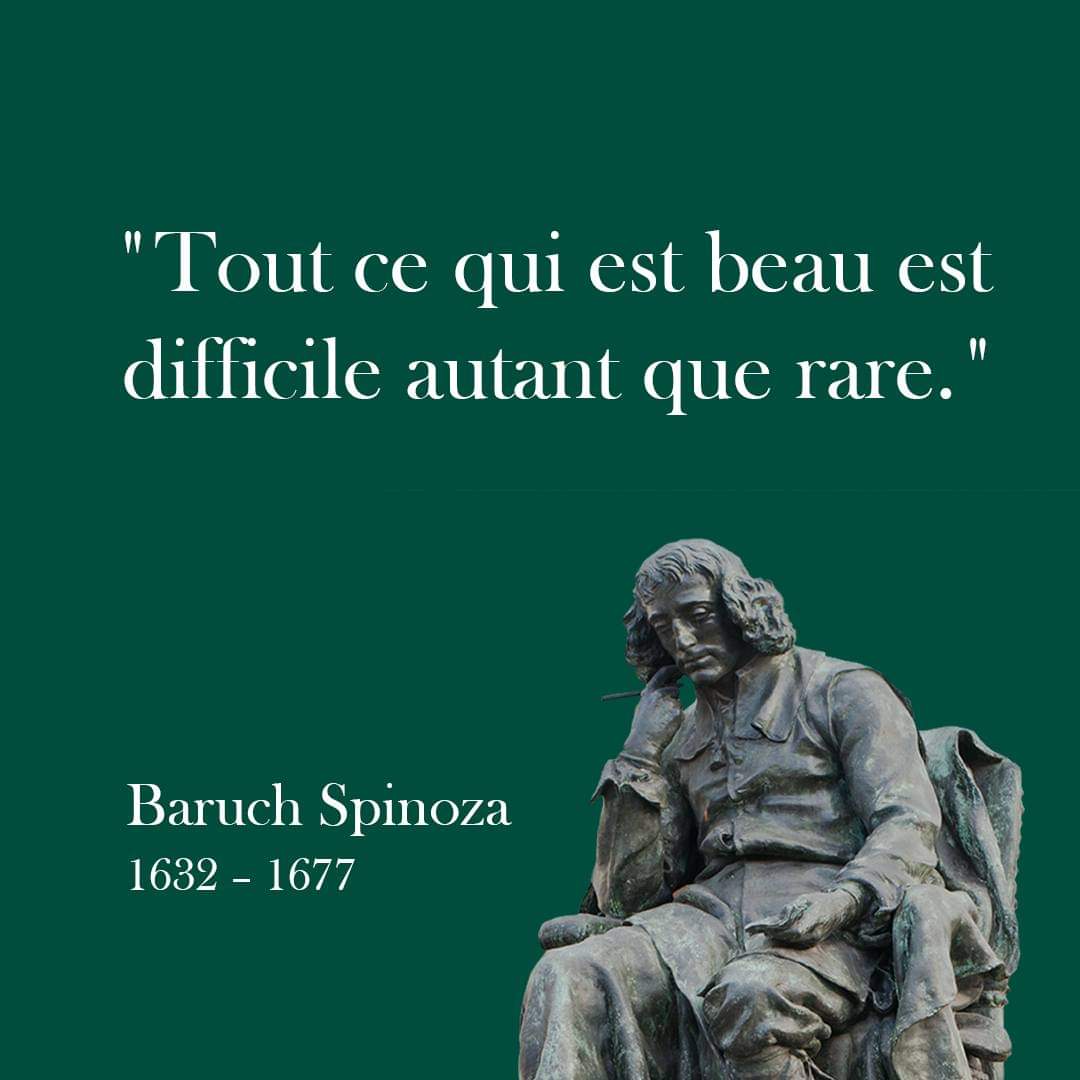 "Tout ce qui est beau est
difficile autant que rare."
Baruch Spinoza
1632 – 1677